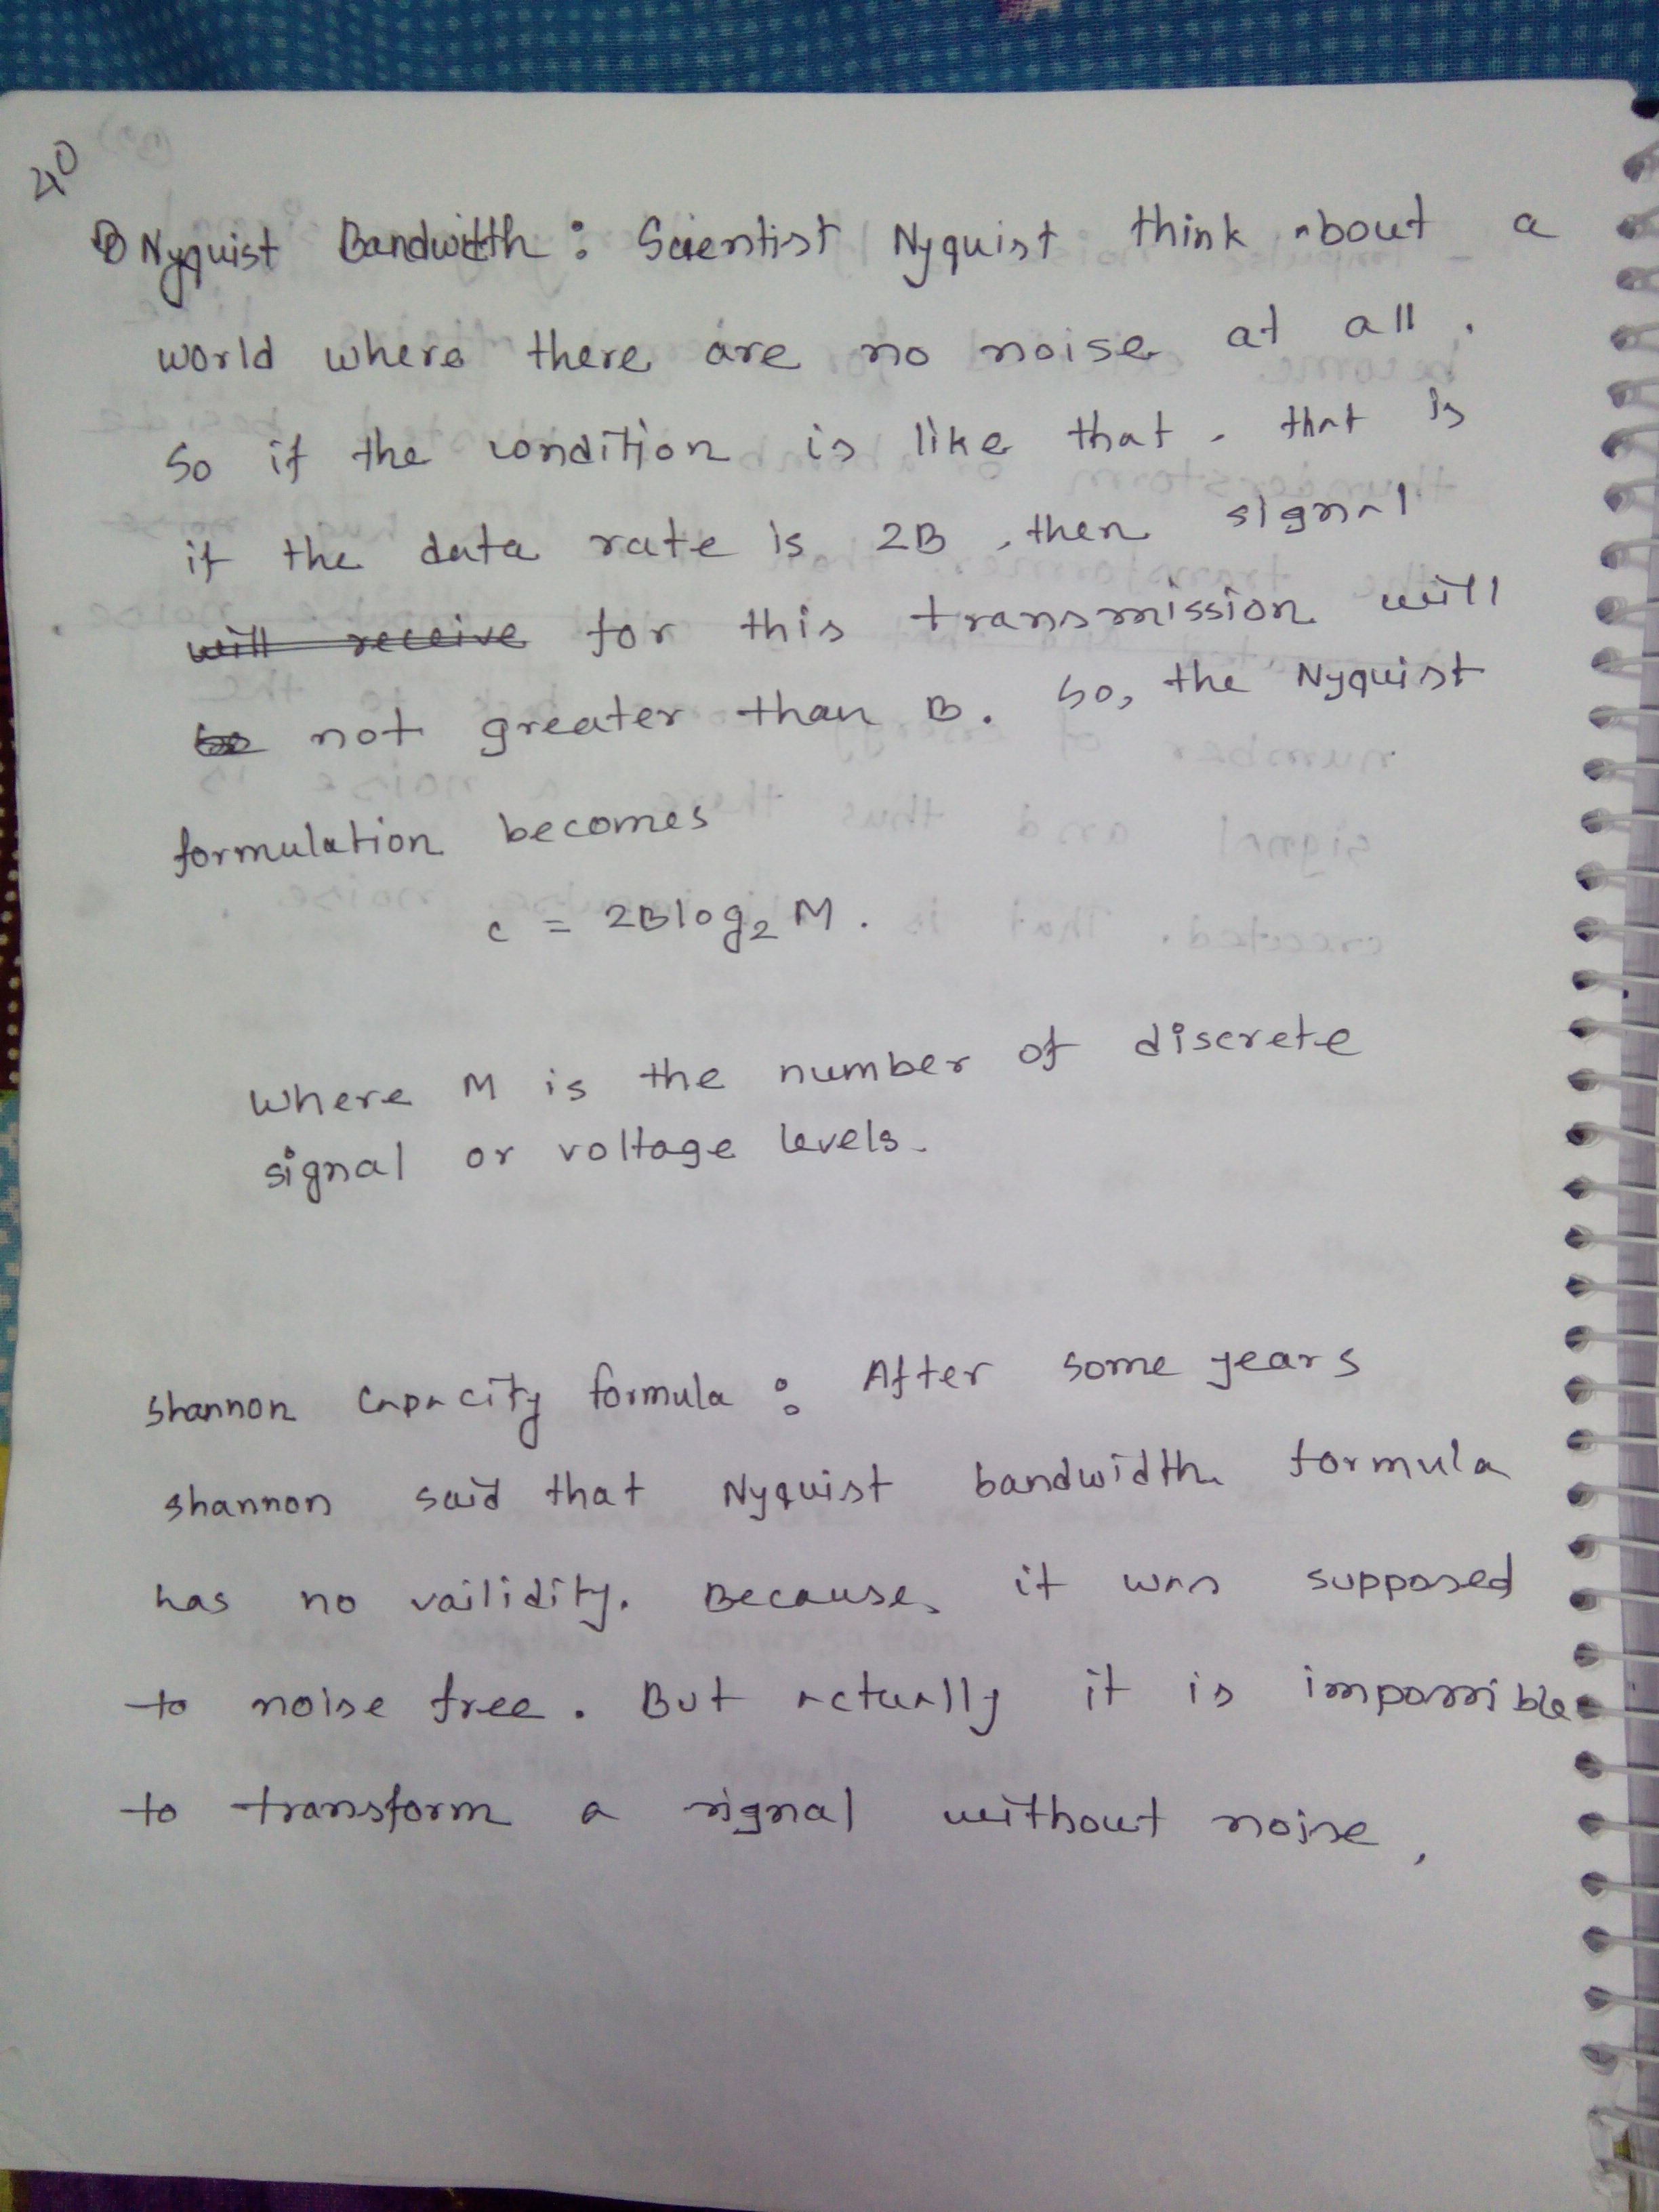 40
Nyquist Bandwidth : Scientist Nyquist think about a
world where there are no noise at all.
So if the condition is like that, that is
if the data rate is 2B, then signal
will receive for this transmission will
be not greater than B. So, the Nyquist
formulation becomes
c = 2Blog₂ M.
Where M is the number of discrete
signal or voltage levels.
Shannon Capacity formula : After some years
shannon said that Nyquist bandwidth formula
has no vailidity. Because it was supposed
to noise free. But actually it is impossible
to transform a signal without noise,